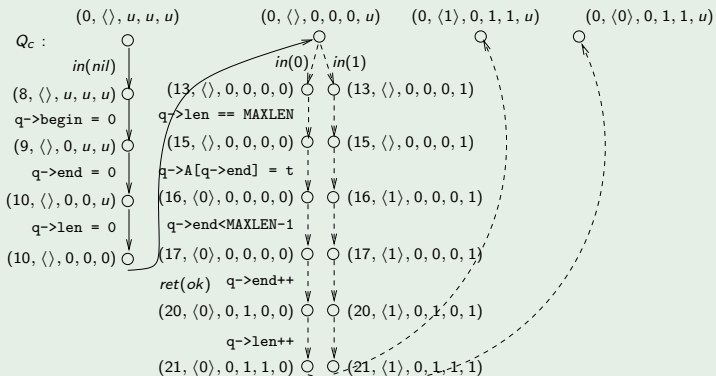 (0, ⟨⟩, u, u, u)
(0, ⟨⟩, 0, 0, 0, u)
(0, ⟨1⟩, 0, 1, 1, u)
(0, ⟨0⟩, 0, 1, 1, u)
Q_c :
in(nil)
in(0)
in(1)
(8, ⟨⟩, u, u, u)
(13, ⟨⟩, 0, 0, 0, 0)
(13, ⟨⟩, 0, 0, 0, 1)
q->begin = 0
q->len == MAXLEN
(9, ⟨⟩, 0, u, u)
(15, ⟨⟩, 0, 0, 0, 0)
(15, ⟨⟩, 0, 0, 0, 1)
q->end = 0
q->A[q->end] = t
(10, ⟨⟩, 0, 0, u)
(16, ⟨0⟩, 0, 0, 0, 0)
(16, ⟨1⟩, 0, 0, 0, 1)
q->len = 0
q->end<MAXLEN-1
(10, ⟨⟩, 0, 0, 0)
(17, ⟨0⟩, 0, 0, 0, 0)
(17, ⟨1⟩, 0, 0, 0, 1)
ret(ok)
q->end++
(20, ⟨0⟩, 0, 1, 0, 0)
(20, ⟨1⟩, 0, 1, 0, 1)
q->len++
(21, ⟨0⟩, 0, 1, 1, 0)
(21, ⟨1⟩, 0, 1, 1, 1)